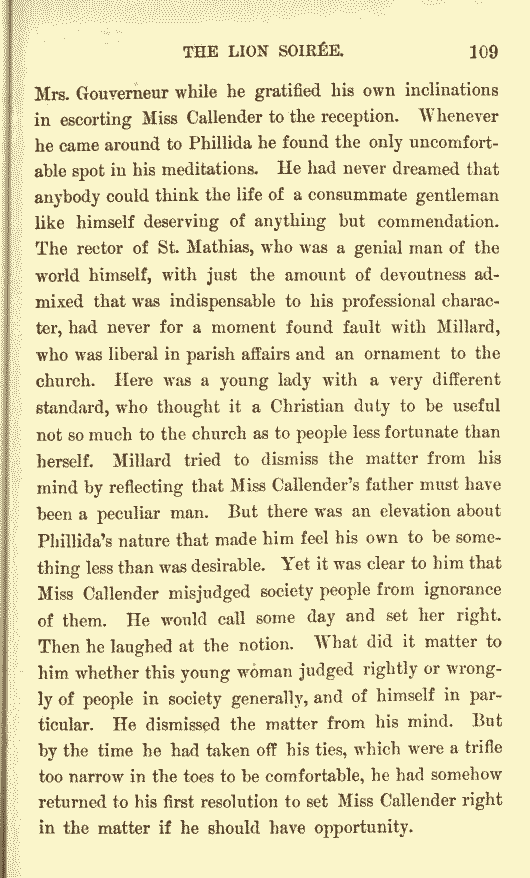 THE LION SOIRÉE. 109
Mrs. Gouverneur while he gratified his own inclinations
in escorting Miss Callender to the reception. Whenever
he came around to Phillida he found the only uncomfort-
able spot in his meditations. He had never dreamed that
anybody could think the life of a consummate gentleman
like himself deserving of anything but commendation.
The rector of St. Mathias, who was a genial man of the
world himself, with just the amount of devoutness ad-
mixed that was indispensable to his professional charac-
ter, had never for a moment found fault with Millard,
who was liberal in parish affairs and an ornament to the
church. Here was a young lady with a very different
standard, who thought it a Christian duty to be useful
not so much to the church as to people less fortunate than
herself. Millard tried to dismiss the matter from his
mind by reflecting that Miss Callender's father must have
been a peculiar man. But there was an elevation about
Phillida's nature that made him feel his own to be some-
thing less than was desirable. Yet it was clear to him that
Miss Callender misjudged society people from ignorance
of them. He would call some day and set her right.
Then he laughed at the notion. What did it matter to
him whether this young woman judged rightly or wrong-
ly of people in society generally, and of himself in par-
ticular. He dismissed the matter from his mind. But
by the time he had taken off his ties, which were a trifle
too narrow in the toes to be comfortable, he had somehow
returned to his first resolution to set Miss Callender right
in the matter if he should have opportunity.